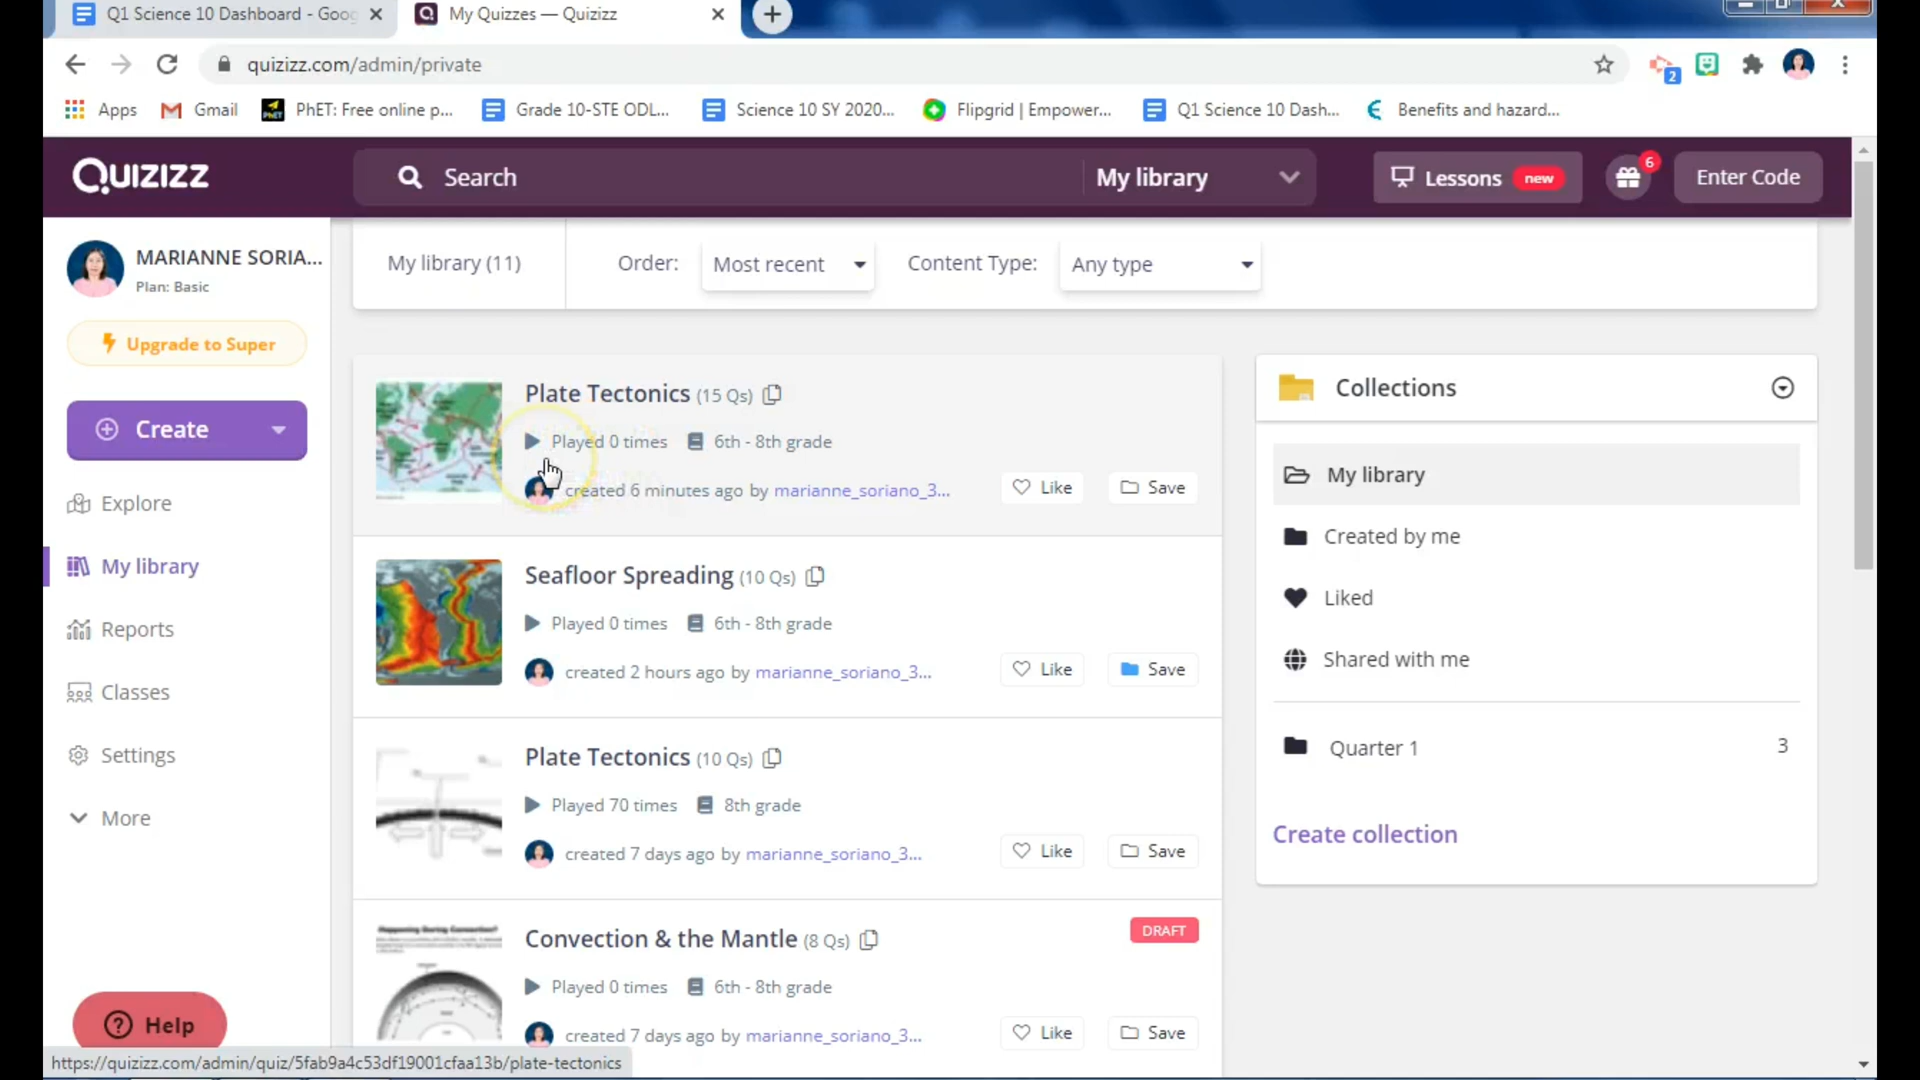 Q1 Science 10 Dashboard - Goog
My Quizzes — Quizizz
quizizz.com/admin/private
2
Apps
Gmail
PhET: Free online p...
Grade 10-STE ODL...
Science 10 SY 2020...
Flipgrid | Empower...
Q1 Science 10 Dash...
Benefits and hazard...
Quizizz
Search
My library
Lessons new
6
Enter Code
MARIANNE SORIA...
Plan: Basic
Upgrade to Super
Create
Explore
My library
Reports
Classes
Settings
More
Help
My library (11)
Order: Most recent
Content Type: Any type
Plate Tectonics (15 Qs)
Played 0 times 6th - 8th grade
created 6 minutes ago by marianne_soriano_3...
Like Save
Seafloor Spreading (10 Qs)
Played 0 times 6th - 8th grade
created 2 hours ago by marianne_soriano_3...
Like Save
Plate Tectonics (10 Qs)
Played 70 times 8th grade
created 7 days ago by marianne_soriano_3...
Like Save
Convection & the Mantle (8 Qs)
DRAFT
Played 0 times 6th - 8th grade
created 7 days ago by marianne_soriano_3...
Like Save
Collections
My library
Created by me
Liked
Shared with me
Quarter 1 3
Create collection
https://quizizz.com/admin/quiz/5fab9a4c53df19001cfaa13b/plate-tectonics